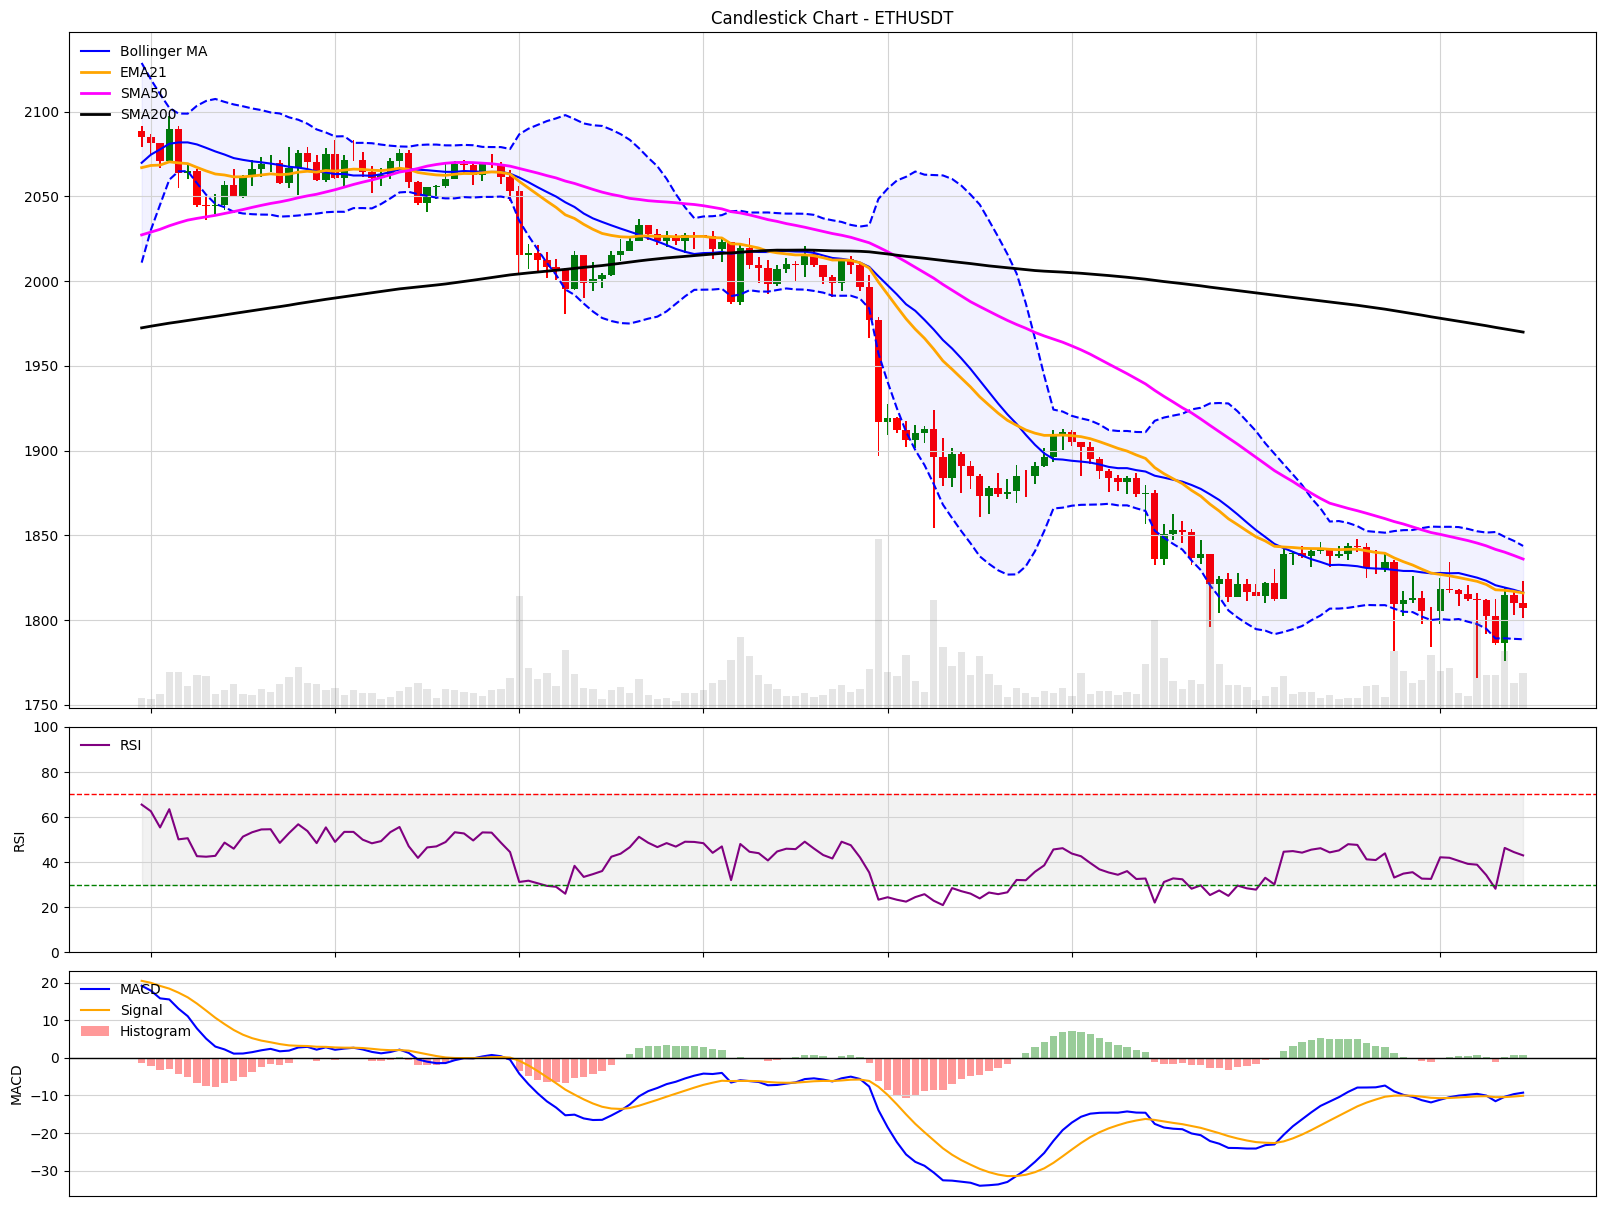 Candlestick Chart - ETHUSDT
Bollinger MA
EMA21
SMA50
SMA200
2100
2050
2000
1950
1900
1850
1800
1750
RSI
100
80
60
40
20
0
RSI
MACD
Signal
Histogram
20
10
0
−10
−20
−30
MACD